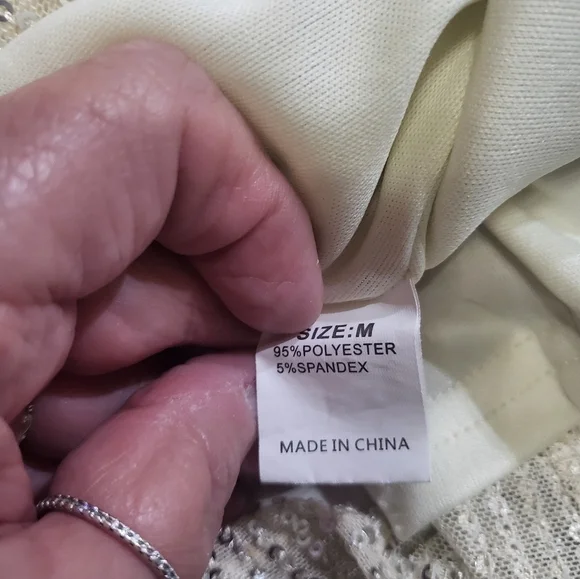 SIZE:M
95%POLYESTER
5%SPANDEX
MADE IN CHINA